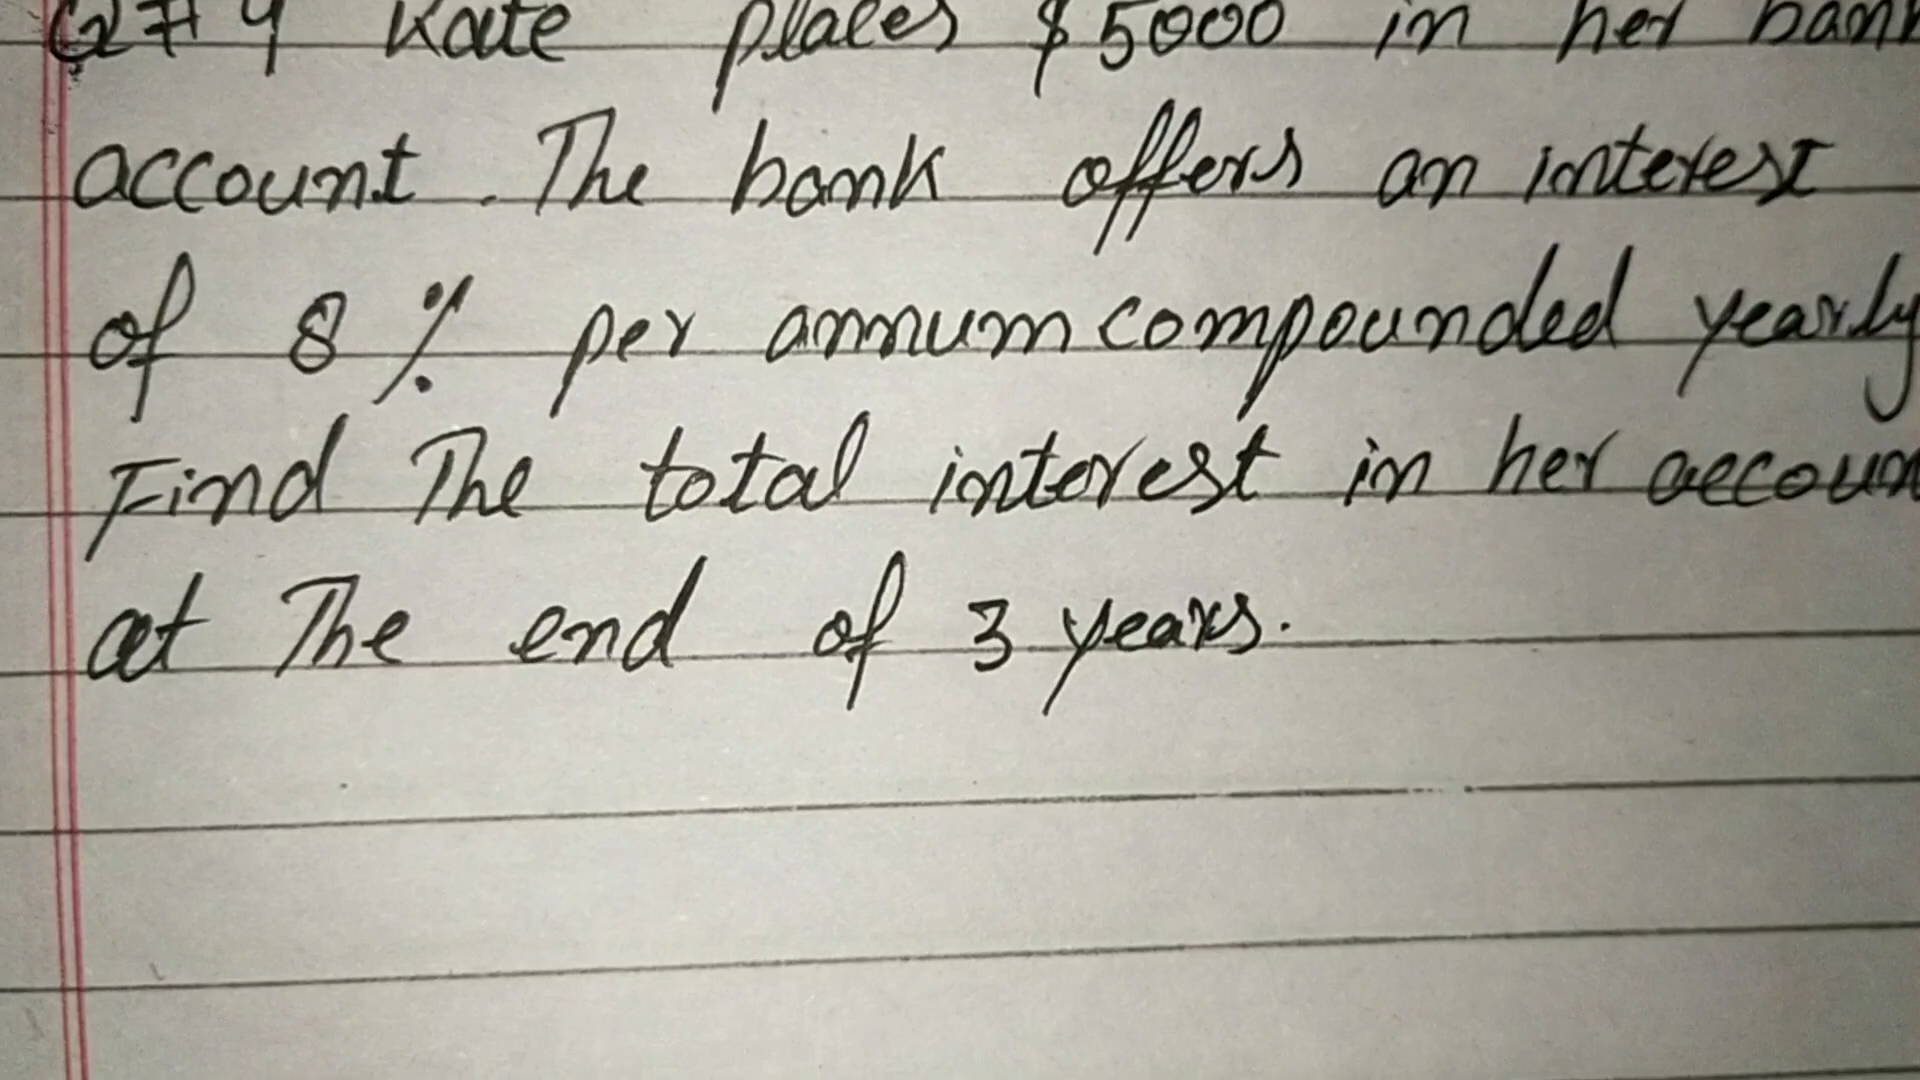 Q#4 Kate places $5000 in her bank
account. The bank offers an interest
of 8% per annum compounded yearly
Find The total interest in her accoun
at The end of 3 years.